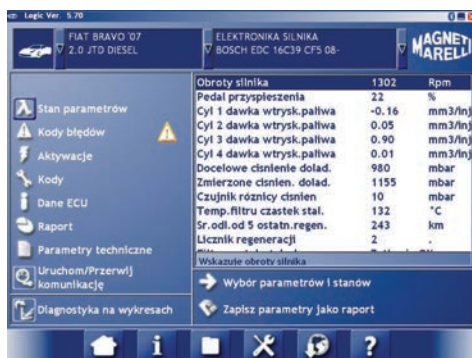 Logic Ver. 5.70
FIAT BRAVO '07
2.0 JTD DIESEL
ELEKTRONIKA SILNIKA
BOSCH EDC 16C39 CF5 08-
MAGNETI
MARELLI
Stan parametrów
Kody błędów
Aktywacje
Kody
Dane ECU
Raport
Parametry techniczne
Uruchom/Przerwij
komunikację
Diagnostyka na wykresach
Obroty silnika 1302 Rpm
Pedał przyspieszenia 22 %
Cyl 1 dawka wtrysk.paliwa -0.16 mm3/inj
Cyl 2 dawka wtrysk.paliwa 0.05 mm3/inj
Cyl 3 dawka wtrysk.paliwa 0.90 mm3/inj
Cyl 4 dawka wtrysk.paliwa 0.01 mm3/inj
Docelowe cisnienie dolad. 980 mbar
Zmierzone cisnien. dolad. 1155 mbar
Czujnik różnicy cisnien 10 mbar
Temp.filtru czastek stal. 132 °C
Sr.odl.od 5 ostatn.regen. 243 km
Licznik regeneracji 2 .
Wskazuje obroty silnika
Wybór parametrów i stanów
Zapisz parametry jako raport